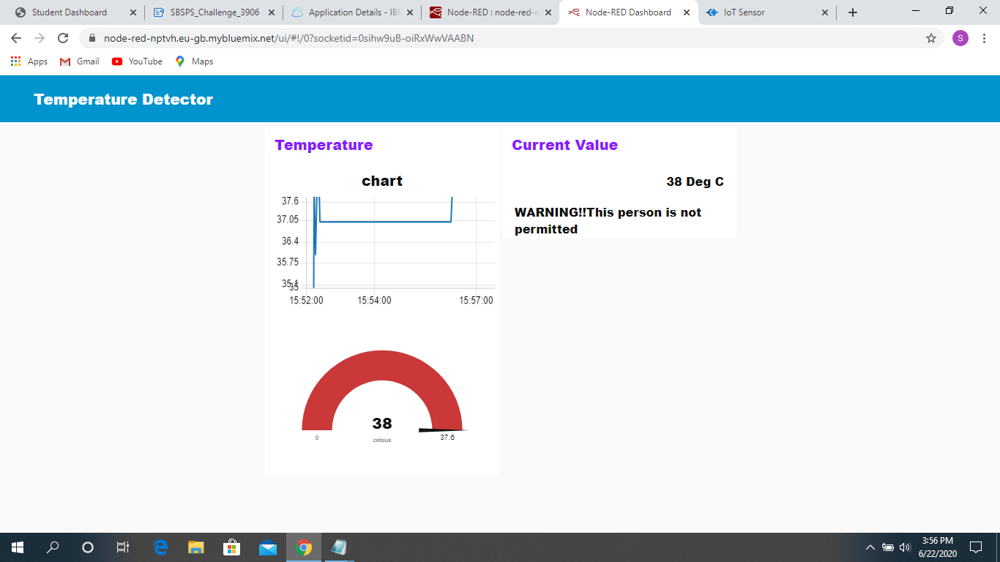 Student Dashboard
SBSPS_Challenge_3906
Application Details - IB
Node-RED : node-red-n
Node-RED Dashboard
IoT Sensor
node-red-nptvh.eu-gb.mybluemix.net/ui/#!/0?socketid=0sihw9uB-oiRxWwVAABN
S
Apps
Gmail
YouTube
Maps
Temperature Detector
Temperature
chart
37.6
37.05
36.4
35.75
35.1
35
15:52:00 15:54:00 15:57:00
38
celsius
0
37.6
Current Value
38 Deg C
WARNING!!This person is not
permitted
3:56 PM
6/22/2020